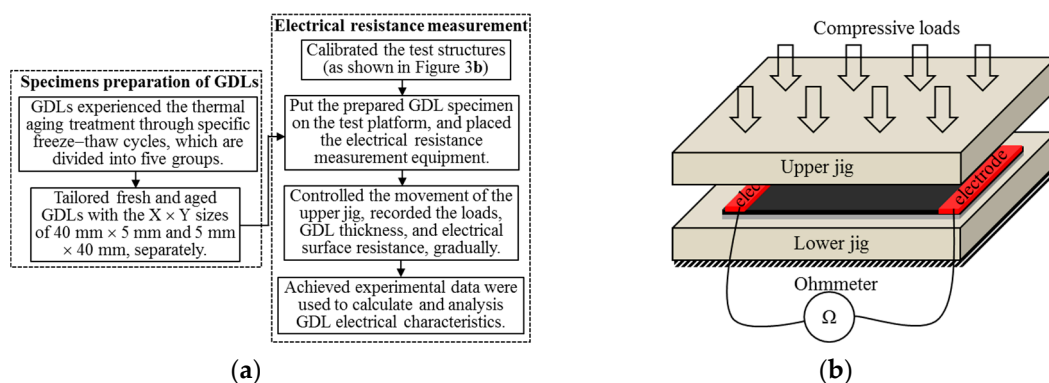 Specimens preparation of GDLs
GDLs experienced the thermal
aging treatment through specific
freeze–thaw cycles, which are
divided into five groups.
Tailored fresh and aged
GDLs with the X × Y sizes
of 40 mm × 5 mm and 5 mm
× 40 mm, separately.
Electrical resistance measurement
Calibrated the test structures
(as shown in Figure 3b)
Put the prepared GDL specimen
on the test platform, and placed
the electrical resistance
measurement equipment.
Controlled the movement of the
upper jig, recorded the loads,
GDL thickness, and electrical
surface resistance, gradually.
Achieved experimental data were
used to calculate and analysis
GDL electrical characteristics.
(a)
Compressive loads
Upper jig
elec
electrode
Lower jig
Ohmmeter
Ω
(b)